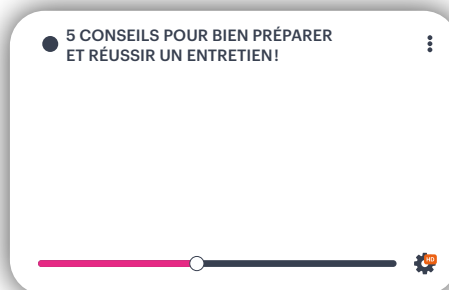 5 CONSEILS POUR BIEN PRÉPARER
ET RÉUSSIR UN ENTRETIEN!
HD